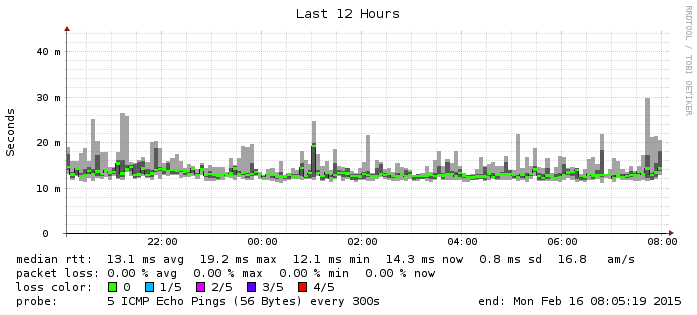 Last 12 Hours
RRDTOOL / TOBI OETIKER
Seconds
40 m
30 m
20 m
10 m
0
22:00 00:00 02:00 04:00 06:00 08:00
median rtt: 13.1 ms avg 19.2 ms max 12.1 ms min 14.3 ms now 0.8 ms sd 16.8 am/s
packet loss: 0.00 % avg 0.00 % max 0.00 % min 0.00 % now
loss color: 0 1/5 2/5 3/5 4/5
probe: 5 ICMP Echo Pings (56 Bytes) every 300s end: Mon Feb 16 08:05:19 2015